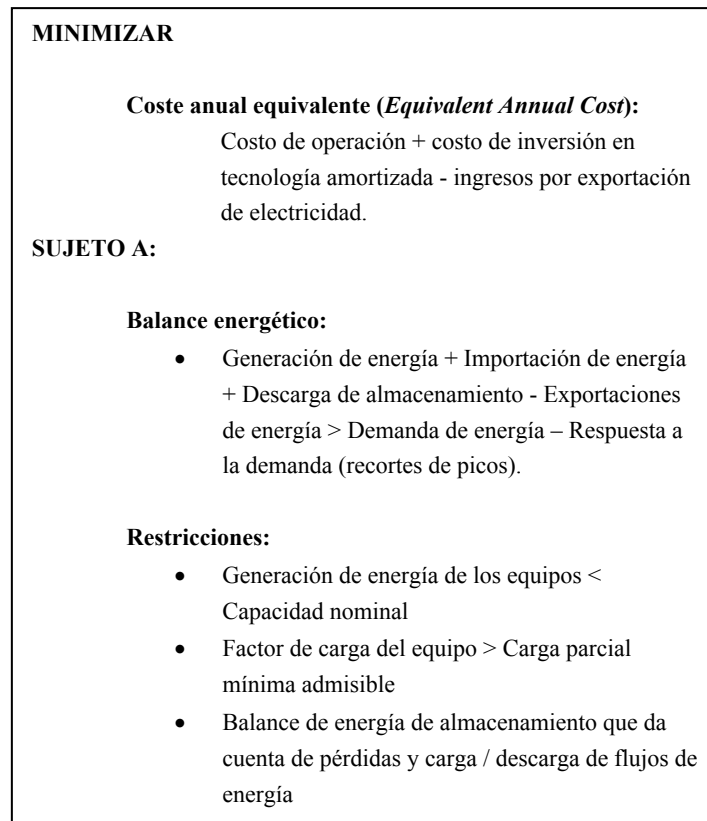 MINIMIZAR
Coste anual equivalente (Equivalent Annual Cost):
Costo de operación + costo de inversión en
tecnología amortizada - ingresos por exportación
de electricidad.
SUJETO A:
Balance energético:
• Generación de energía + Importación de energía
+ Descarga de almacenamiento - Exportaciones
de energía > Demanda de energía – Respuesta a
la demanda (recortes de picos).
Restricciones:
• Generación de energía de los equipos <
Capacidad nominal
• Factor de carga del equipo > Carga parcial
mínima admisible
• Balance de energía de almacenamiento que da
cuenta de pérdidas y carga / descarga de flujos de
energía